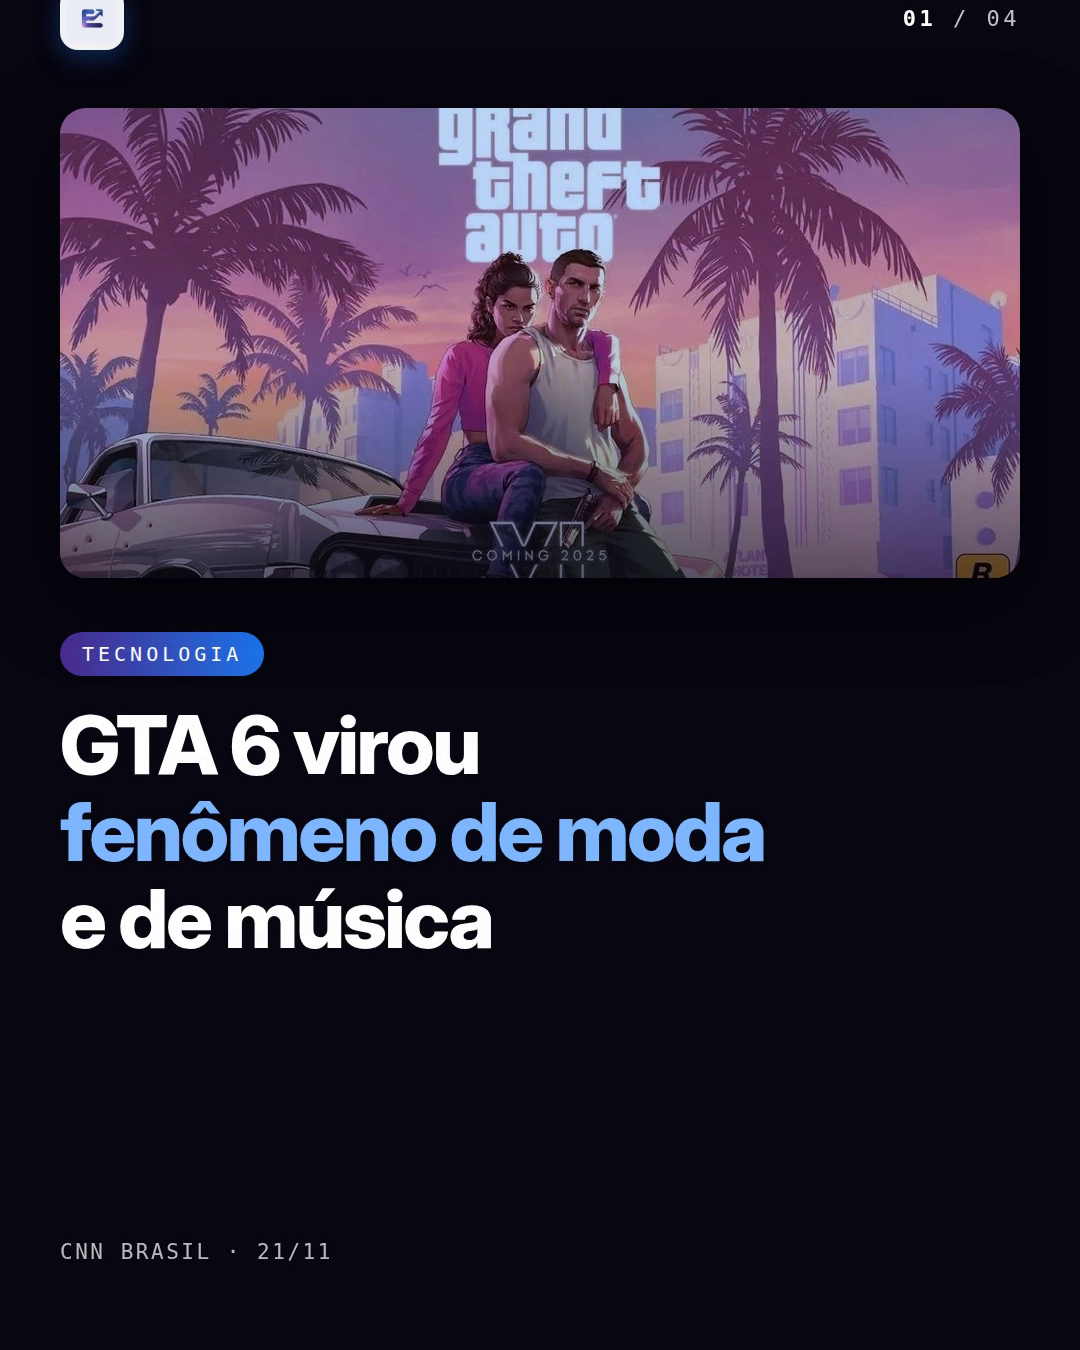 01 / 04
grand
theft
auto
VI
COMING 2025
R
TECNOLOGIA
GTA 6 virou
fenômeno de moda
e de música
CNN BRASIL · 21/11